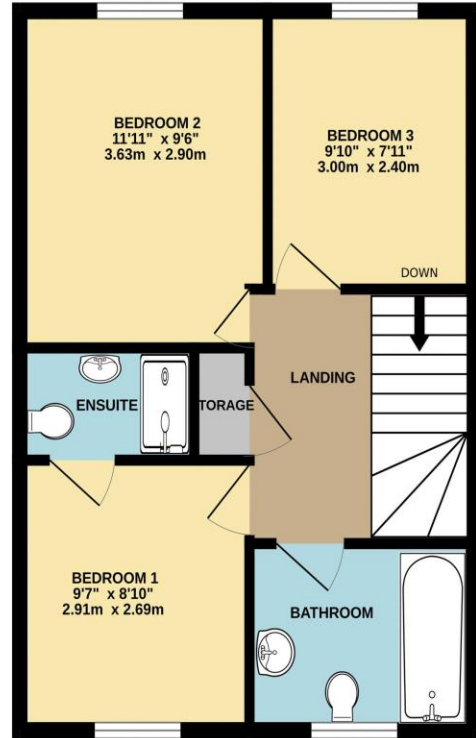 BEDROOM 2
11'11" x 9'6"
3.63m x 2.90m
BEDROOM 3
9'10" x 7'11"
3.00m x 2.40m
DOWN
LANDING
ENSUITE
TORAGE
BEDROOM 1
9'7" x 8'10"
2.91m x 2.69m
BATHROOM